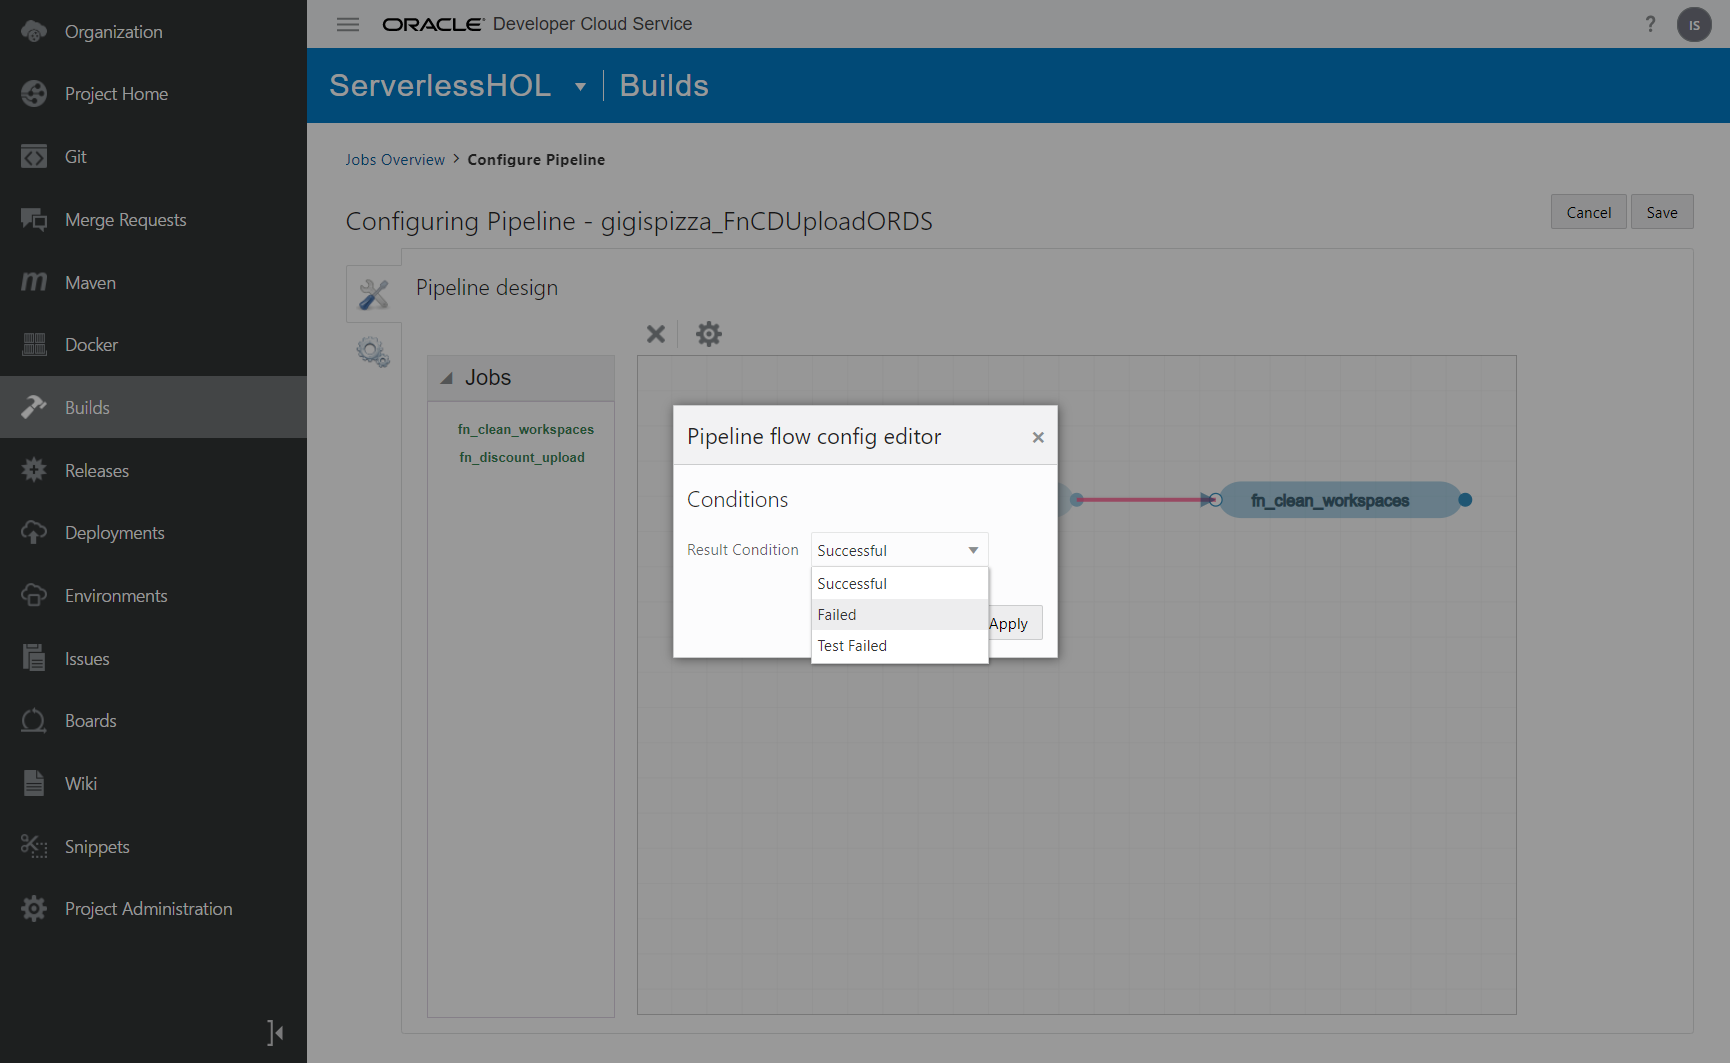 Organization
Project Home
Git
Merge Requests
Maven
Docker
Builds
Releases
Deployments
Environments
Issues
Boards
Wiki
Snippets
Project Administration
ORACLE Developer Cloud Service
? IS
ServerlessHOL Builds
Jobs Overview > Configure Pipeline
Configuring Pipeline - gigispizza_FnCDUploadORDS
Cancel Save
Pipeline design
Jobs
fn_clean_workspaces
fn_discount_upload
fn_clean_workspaces
Pipeline flow config editor ×
Conditions
Result Condition Successful
Successful
Failed
Test Failed
Apply